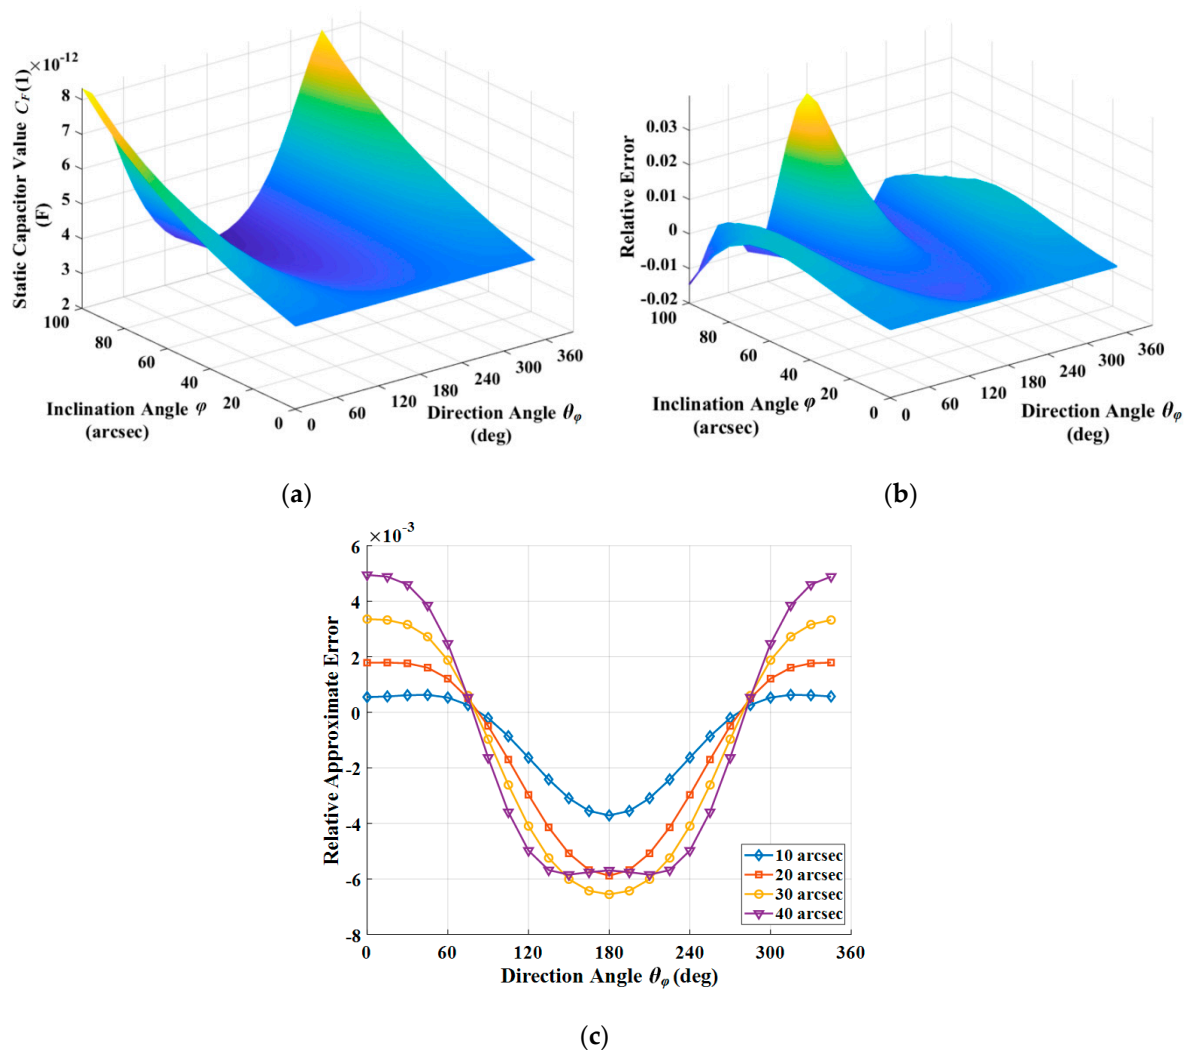 ×10-12
8
7
6
5
4
3
2
Static Capacitor Value CF(1)
(F)
100
80
60
40
20
0
Inclination Angle φ
(arcsec)
0
60
120
180
240
300
360
Direction Angle θφ
(deg)
(a)
0.03
0.02
0.01
0
-0.01
-0.02
Relative Error
100
80
60
40
20
0
Inclination Angle φ
(arcsec)
0
60
120
180
240
300
360
Direction Angle θφ
(deg)
(b)
×10-3
6
4
2
0
-2
-4
-6
-8
Relative Approximate Error
10 arcsec
20 arcsec
30 arcsec
40 arcsec
0 60 120 180 240 300 360
Direction Angle θφ (deg)
(c)